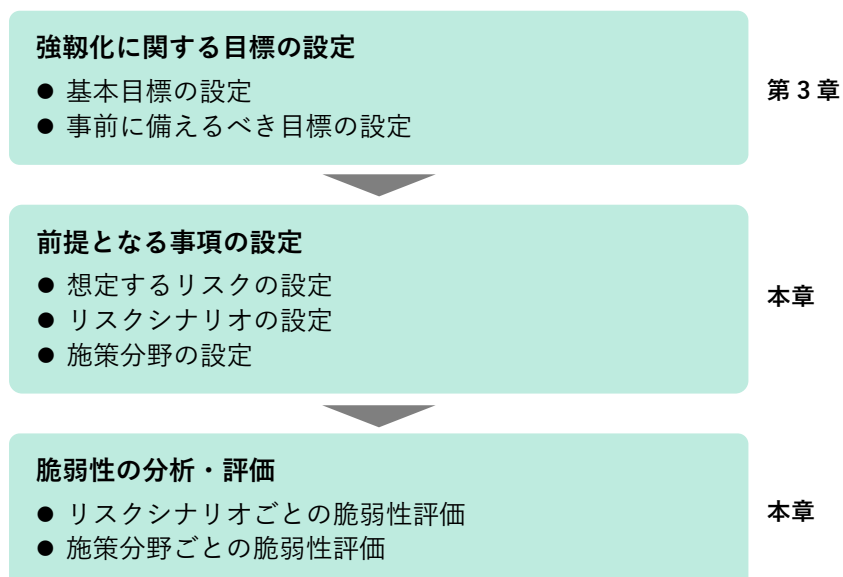 強靱化に関する目標の設定
● 基本目標の設定
● 事前に備えるべき目標の設定
第3章
前提となる事項の設定
● 想定するリスクの設定
● リスクシナリオの設定
● 施策分野の設定
本章
脆弱性の分析・評価
● リスクシナリオごとの脆弱性評価
● 施策分野ごとの脆弱性評価
本章